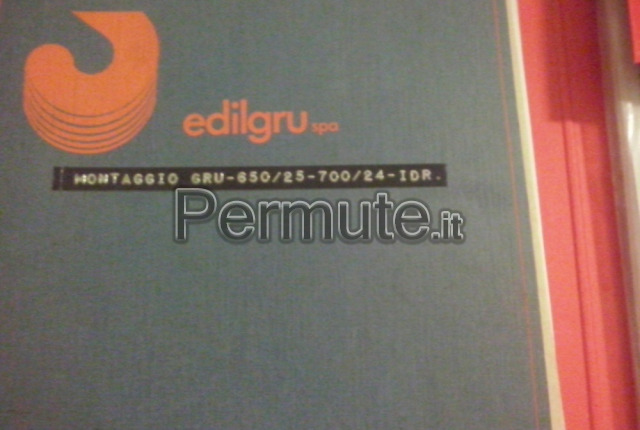 edilgru spa
MONTAGGIO GRU-650/25-700/24-IDR.
Permute.it